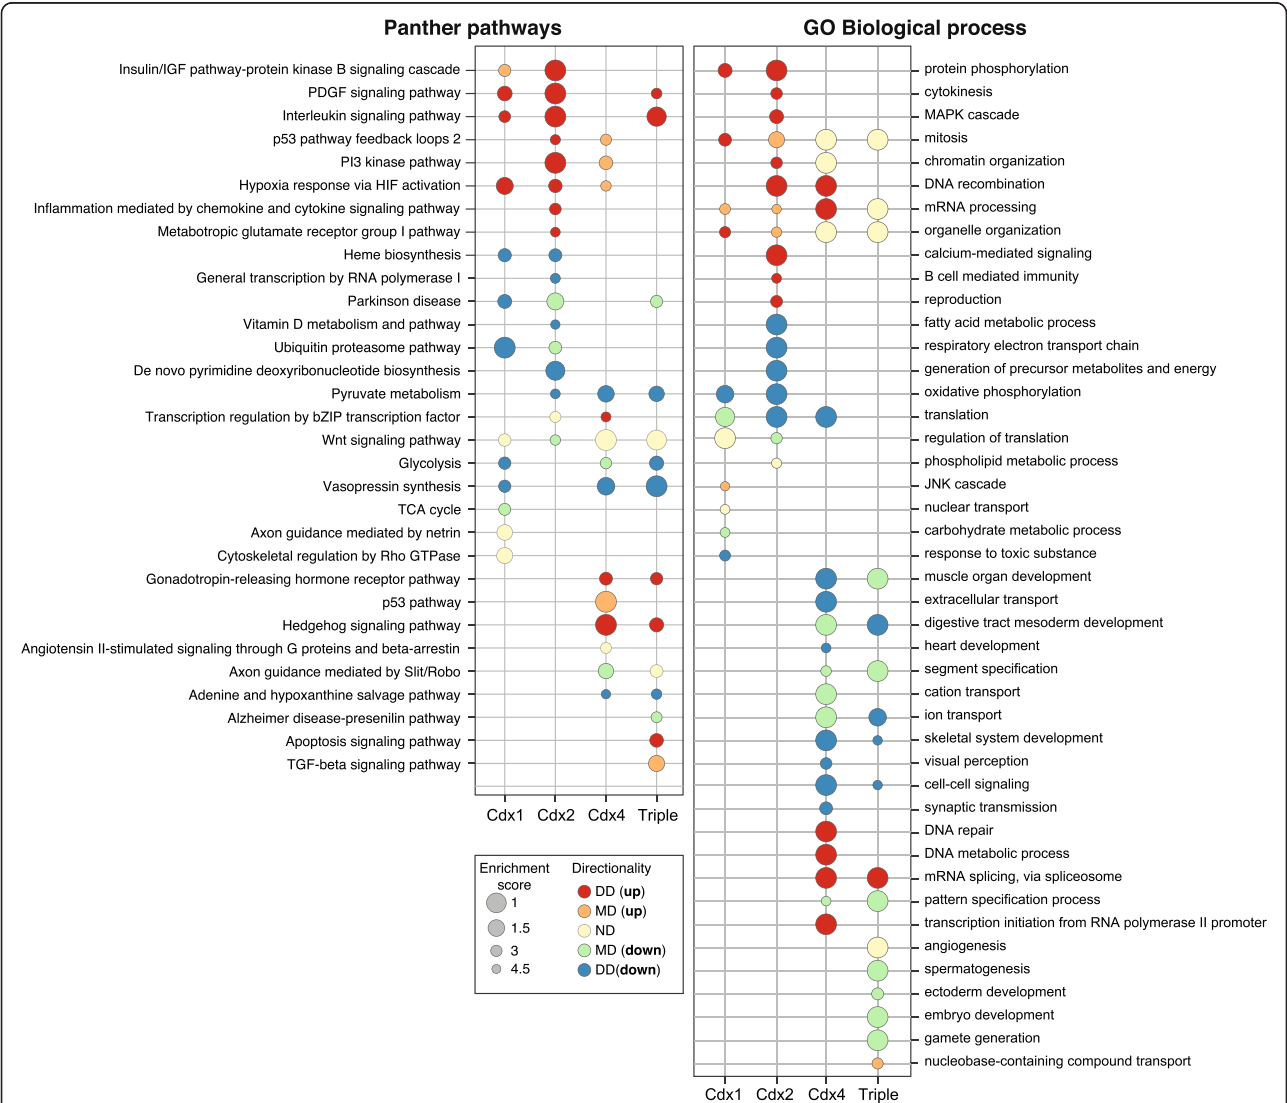 Panther pathways
Insulin/IGF pathway-protein kinase B signaling cascade
PDGF signaling pathway
Interleukin signaling pathway
p53 pathway feedback loops 2
PI3 kinase pathway
Hypoxia response via HIF activation
Inflammation mediated by chemokine and cytokine signaling pathway
Metabotropic glutamate receptor group I pathway
Heme biosynthesis
General transcription by RNA polymerase I
Parkinson disease
Vitamin D metabolism and pathway
Ubiquitin proteasome pathway
De novo pyrimidine deoxyribonucleotide biosynthesis
Pyruvate metabolism
Transcription regulation by bZIP transcription factor
Wnt signaling pathway
Glycolysis
Vasopressin synthesis
TCA cycle
Axon guidance mediated by netrin
Cytoskeletal regulation by Rho GTPase
Gonadotropin-releasing hormone receptor pathway
p53 pathway
Hedgehog signaling pathway
Angiotensin II-stimulated signaling through G proteins and beta-arrestin
Axon guidance mediated by Slit/Robo
Adenine and hypoxanthine salvage pathway
Alzheimer disease-presenilin pathway
Apoptosis signaling pathway
TGF-beta signaling pathway
Cdx1 Cdx2 Cdx4 Triple
Enrichment
score
1
1.5
3
4.5
Directionality
DD (up)
MD (up)
ND
MD (down)
DD(down)
GO Biological process
protein phosphorylation
cytokinesis
MAPK cascade
mitosis
chromatin organization
DNA recombination
mRNA processing
organelle organization
calcium-mediated signaling
B cell mediated immunity
reproduction
fatty acid metabolic process
respiratory electron transport chain
generation of precursor metabolites and energy
oxidative phosphorylation
translation
regulation of translation
phospholipid metabolic process
JNK cascade
nuclear transport
carbohydrate metabolic process
response to toxic substance
muscle organ development
extracellular transport
digestive tract mesoderm development
heart development
segment specification
cation transport
ion transport
skeletal system development
visual perception
cell-cell signaling
synaptic transmission
DNA repair
DNA metabolic process
mRNA splicing, via spliceosome
pattern specification process
transcription initiation from RNA polymerase II promoter
angiogenesis
spermatogenesis
ectoderm development
embryo development
gamete generation
nucleobase-containing compound transport
Cdx1 Cdx2 Cdx4 Triple